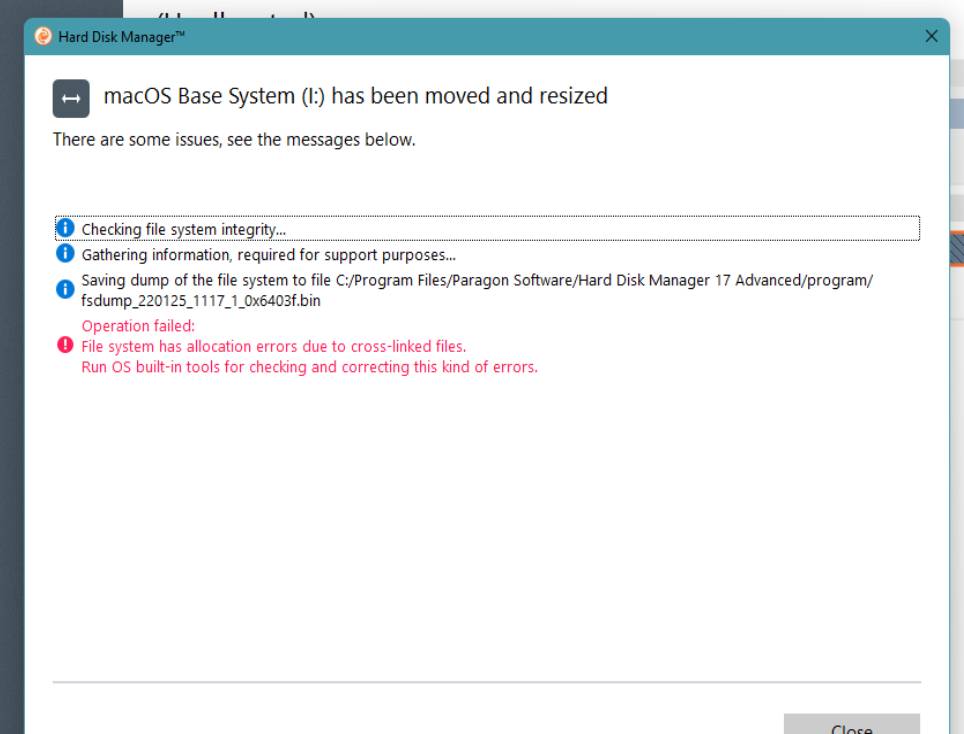 Hard Disk Manager™
macOS Base System (I:) has been moved and resized
There are some issues, see the messages below.
Checking file system integrity...
Gathering information, required for support purposes...
Saving dump of the file system to file C:/Program Files/Paragon Software/Hard Disk Manager 17 Advanced/program/
fsdump_220125_1117_1_0x6403f.bin
Operation failed:
File system has allocation errors due to cross-linked files.
Run OS built-in tools for checking and correcting this kind of errors.
Close